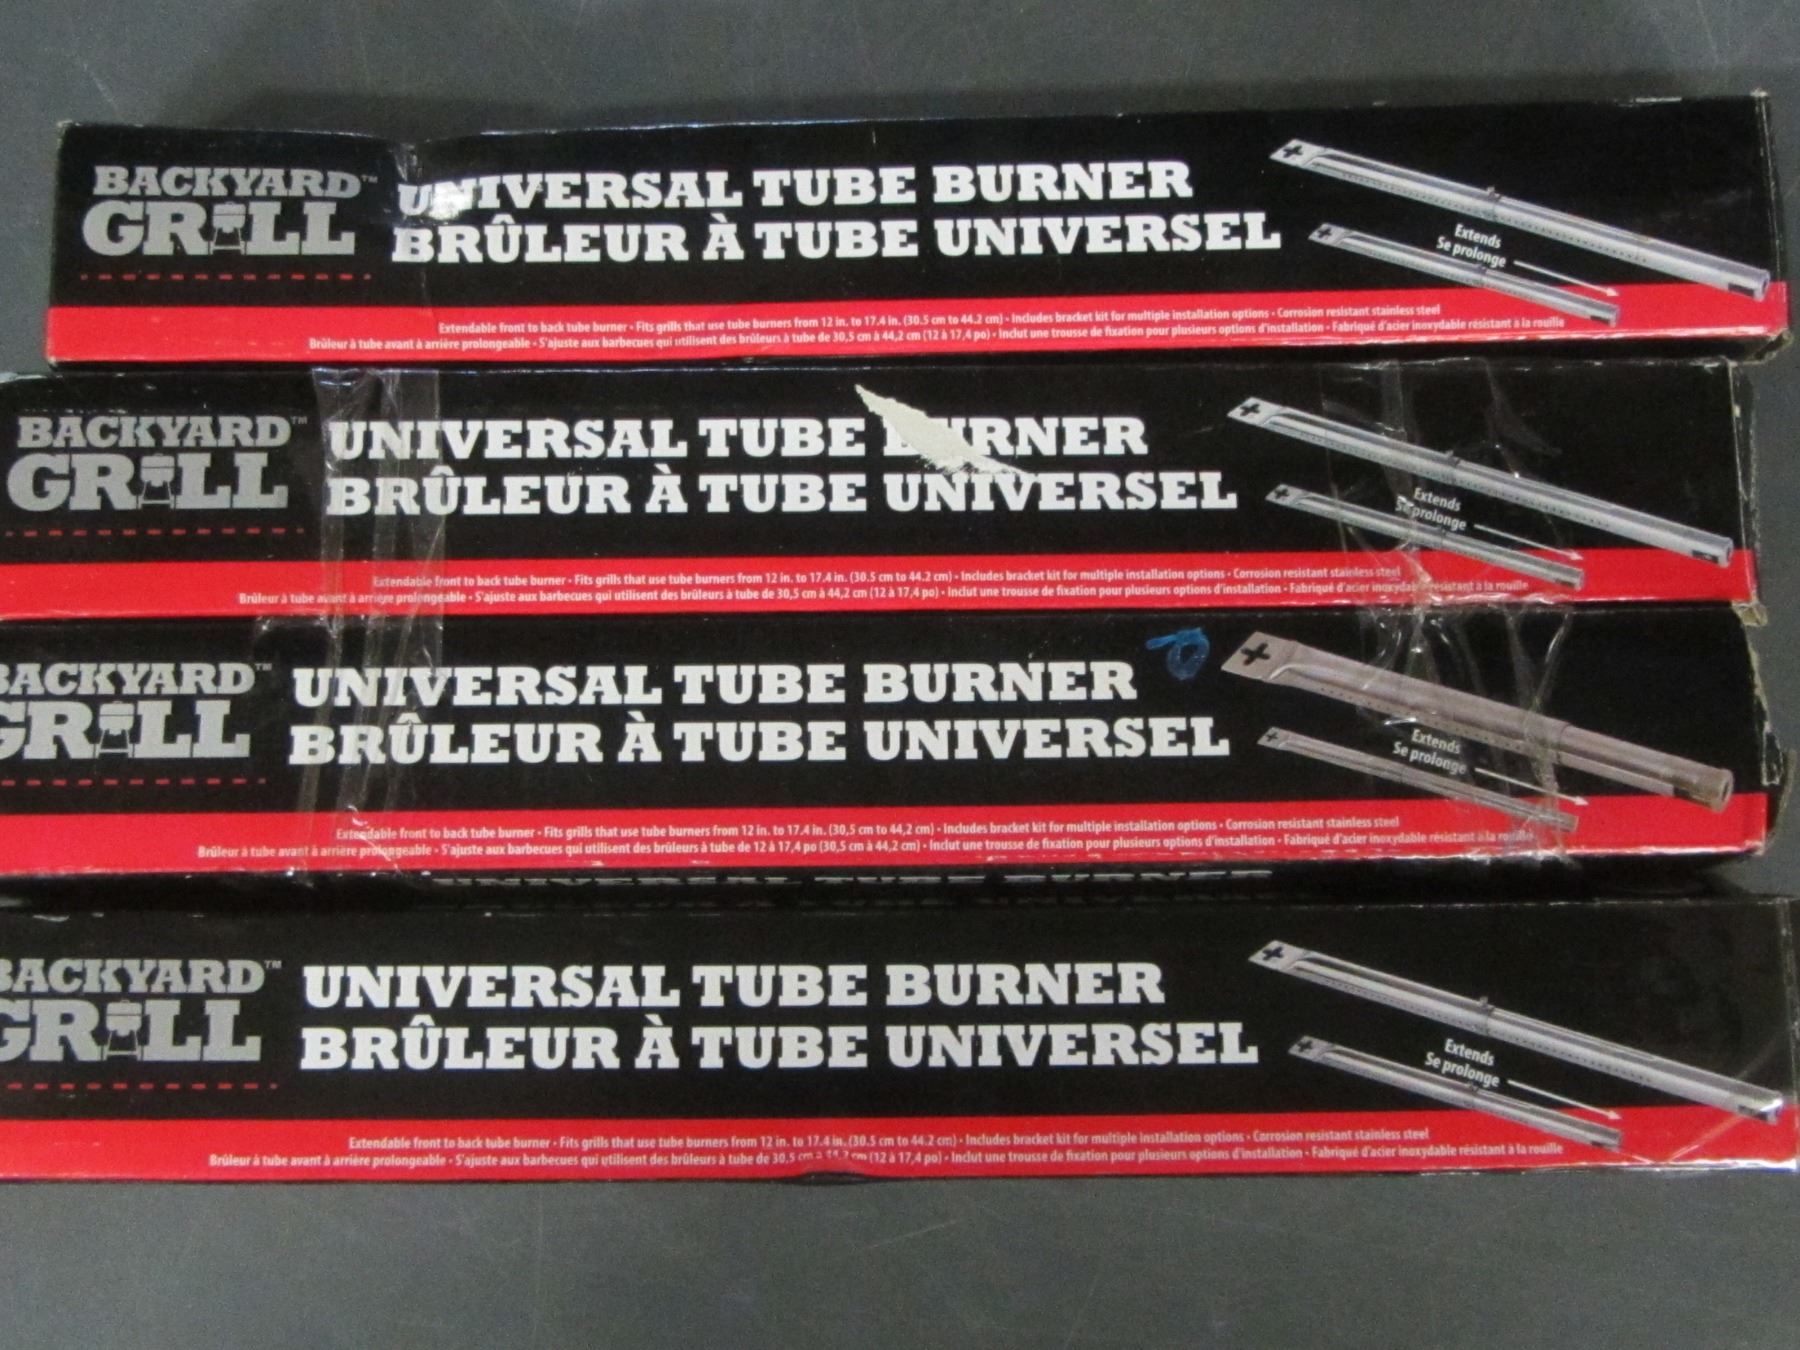 BACKYARD™
GRILL
UNIVERSAL TUBE BURNER
BRÛLEUR À TUBE UNIVERSEL
Extends
Se prolonge
Extendable front to back tube burner • Fits grills that use tube burners from 12 in. to 17.4 in. (30.5 cm to 44.2 cm) • Includes bracket kit for multiple installation options • Corrosion resistant stainless steel
Brûleur à tube avant à arrière prolongeable • S'ajuste aux barbecues qui utilisent des brûleurs à tube de 30,5 cm à 44,2 cm (12 à 17,4 po) • Inclut une trousse de fixation pour plusieurs options d'installation • Fabriqué d'acier inoxydable résistant à la rouille
BACKYARD™
GRILL
UNIVERSAL TUBE BURNER
BRÛLEUR À TUBE UNIVERSEL
Extends
Se prolonge
Extendable front to back tube burner • Fits grills that use tube burners from 12 in. to 17.4 in. (30.5 cm to 44.2 cm) • Includes bracket kit for multiple installation options • Corrosion resistant stainless steel
Brûleur à tube avant à arrière prolongeable • S'ajuste aux barbecues qui utilisent des brûleurs à tube de 30,5 cm à 44,2 cm (12 à 17,4 po) • Inclut une trousse de fixation pour plusieurs options d'installation • Fabriqué d'acier inoxydable résistant à la rouille
BACKYARD™
GRILL
UNIVERSAL TUBE BURNER
BRÛLEUR À TUBE UNIVERSEL
Extends
Se prolonge
Extendable front to back tube burner • Fits grills that use tube burners from 12 in. to 17.4 in. (30,5 cm to 44,2 cm) • Includes bracket kit for multiple installation options • Corrosion resistant stainless steel
Brûleur à tube avant à arrière prolongeable • S'ajuste aux barbecues qui utilisent des brûleurs à tube de 12 à 17,4 po (30,5 cm à 44,2 cm) • Inclut une trousse de fixation pour plusieurs options d'installation • Fabriqué d'acier inoxydable résistant à la rouille
UNIVERSAL TUBE BURNER
BACKYARD™
GRILL
UNIVERSAL TUBE BURNER
BRÛLEUR À TUBE UNIVERSEL
Extends
Se prolonge
Extendable front to back tube burner • Fits grills that use tube burners from 12 in. to 17.4 in. (30.5 cm to 44.2 cm) • Includes bracket kit for multiple installation options • Corrosion resistant stainless steel
Brûleur à tube avant à arrière prolongeable • S'ajuste aux barbecues qui utilisent des brûleurs à tube de 30,5 cm à 44,2 cm (12 à 17,4 po) • Inclut une trousse de fixation pour plusieurs options d'installation • Fabriqué d'acier inoxydable résistant à la rouille